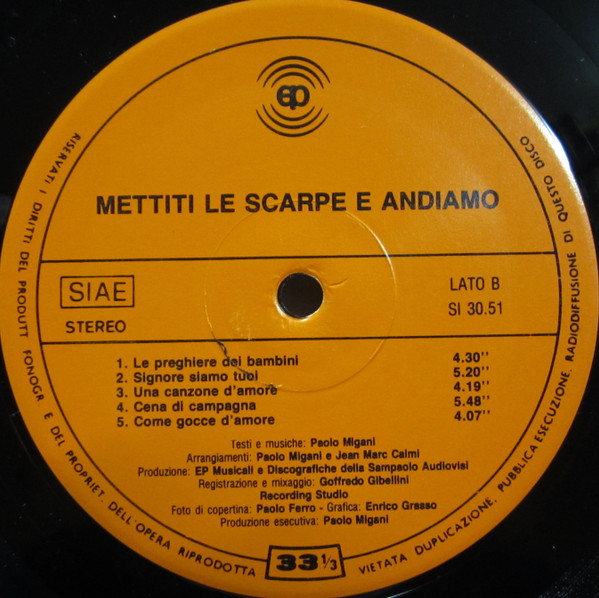 ep
METTITI LE SCARPE E ANDIAMO
SIAE
STEREO
LATO B
SI 30.51
1. Le preghiere dei bambini 4.30''
2. Signore siamo tuoi 5.20''
3. Una canzone d'amore 4.19''
4. Cena di campagna 5.48''
5. Come gocce d'amore 4.07''
Testi e musiche: Paolo Migani
Arrangiamenti: Paolo Migani e Jean Marc Calmi
Produzione: EP Musicali e Discografiche della Sampaolo Audiovisi
Registrazione e mixaggio: Goffredo Gibellini
Recording Studio
Foto di copertina: Paolo Ferro - Grafica: Enrico Grasso
Produzione esecutiva: Paolo Migani
33 1/3
RISERVATI I DIRITTI DEL PRODUTT FONOGR. E DEL PROPRIET. DELL'OPERA RIPRODOTTA
VIETATA DUPLICAZIONE, PUBBLICA ESECUZIONE, RADIODIFFUSIONE DI QUESTO DISCO